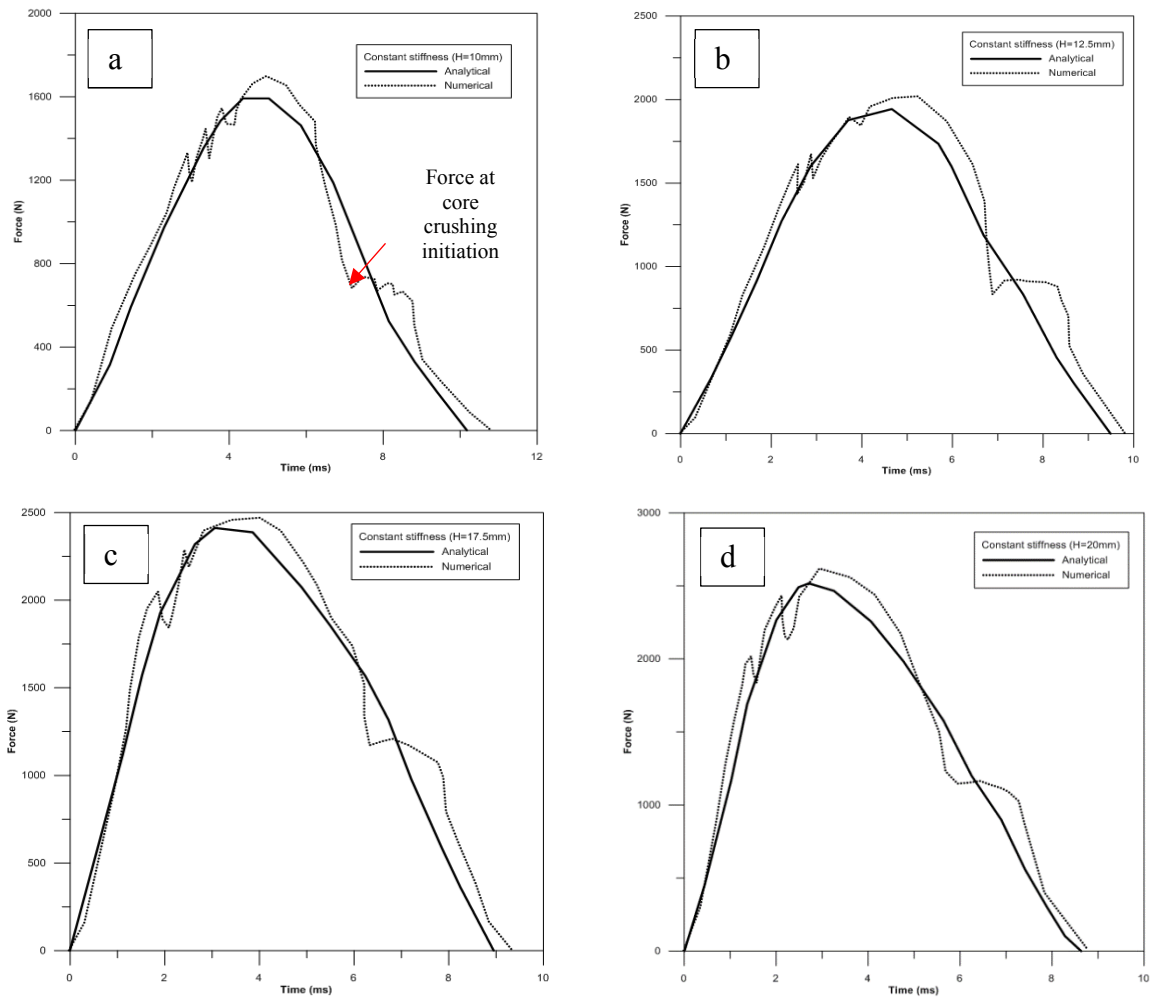 a
Constant stiffness (H=10mm)
Analytical
Numerical
Force at
core
crushing
initiation
2000
1600
1200
800
400
0
Force (N)
0
4
8
12
Time (ms)
b
Constant stiffness (H=12.5mm)
Analytical
Numerical
2500
2000
1500
1000
500
0
Force (N)
0
2
4
6
8
10
Time (ms)
c
Constant stiffness (H=17.5mm)
Analytical
Numerical
2500
2000
1500
1000
500
0
Force (N)
0
2
4
6
8
10
Time (ms)
d
Constant stiffness (H=20mm)
Analytical
Numerical
3000
2000
1000
0
Force (N)
0
2
4
6
8
10
Time (ms)